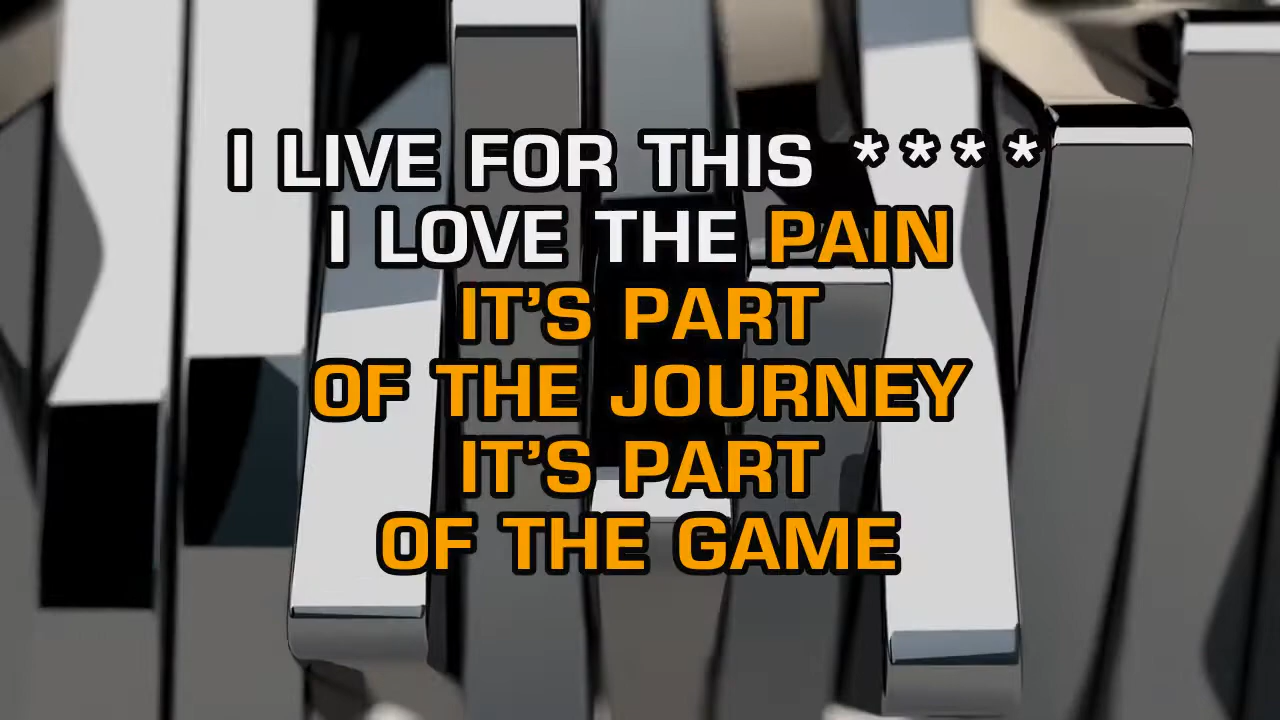 I LIVE FOR THIS ****
I LOVE THE PAIN
IT’S PART
OF THE JOURNEY
IT’S PART
OF THE GAME